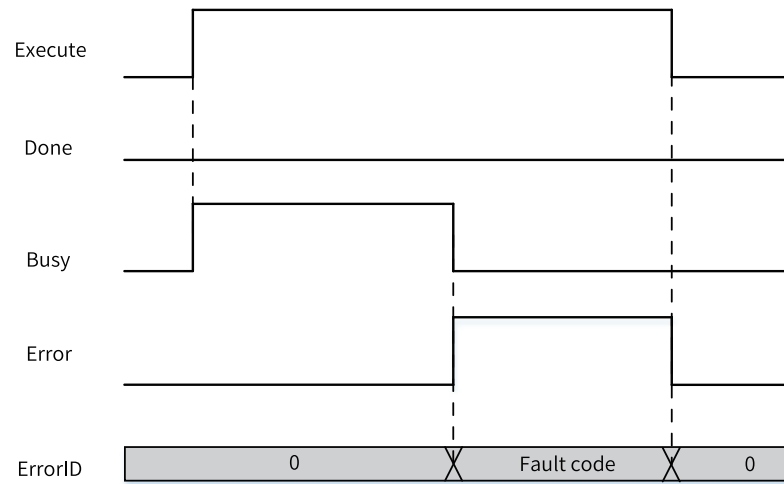 Execute
Done
Busy
Error
ErrorID 0 Fault code 0